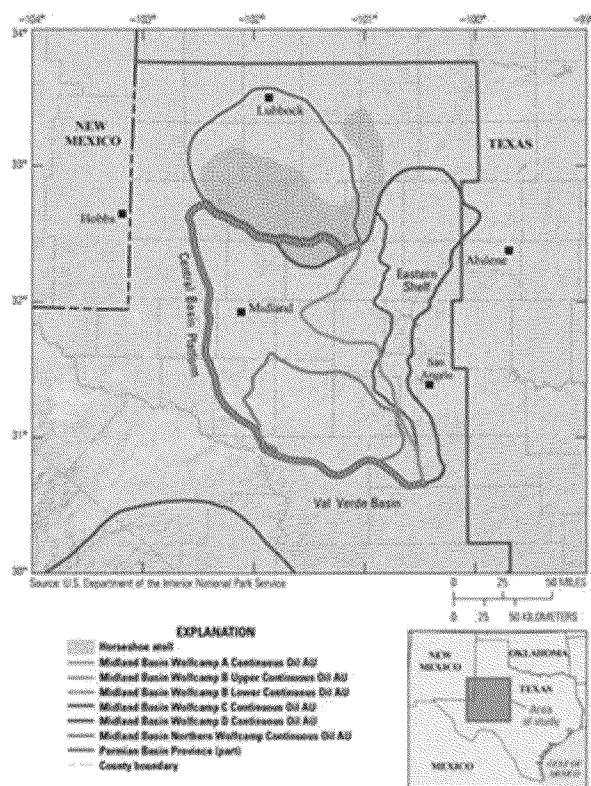 -102°
-101°
-100°
34°
Lubbock
NEW
MEXICO
TEXAS
33°
Hobbs
Abilene
Eastern
Shelf
Central Basin Platform
32°
Midland
San
Angelo
31°
Val Verde Basin
30°
Source: U.S. Department of the Interior National Park Service
0 25 50 MILES
0 25 50 KILOMETERS
EXPLANATION
Horseshoe atoll
Midland Basin Wolfcamp A Continuous Oil AU
Midland Basin Wolfcamp B Upper Continuous Oil AU
Midland Basin Wolfcamp B Lower Continuous Oil AU
Midland Basin Wolfcamp C Continuous Oil AU
Midland Basin Wolfcamp D Continuous Oil AU
Midland Basin Northern Wolfcamp Continuous Oil AU
Permian Basin Province (part)
County boundary
NEW
MEXICO
OKLAHOMA
TEXAS
Area
of study
MEXICO
GULF OF
MEXICO